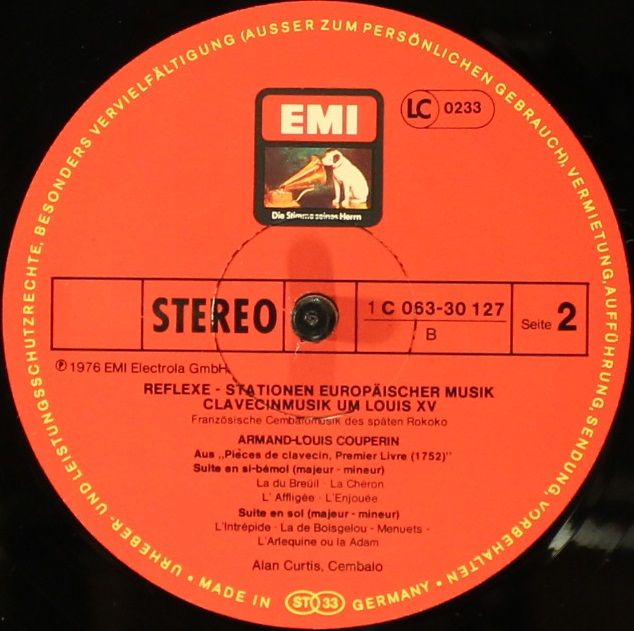 URHEBER- UND LEISTUNGSSCHUTZRECHTE, BESONDERS VERVIELFÄLTIGUNG (AUSSER ZUM PERSÖNLICHEN GEBRAUCH), VERMIETUNG, AUFFÜHRUNG, SENDUNG, VORBEHALTEN •
EMI
Die Stimme seines Herrn
LC 0233
STEREO
1 C 063-30 127
B
Seite 2
℗ 1976 EMI Electrola GmbH
REFLEXE - STATIONEN EUROPÄISCHER MUSIK
CLAVECINMUSIK UM LOUIS XV
Französische Cembalomusik des späten Rokoko
ARMAND-LOUIS COUPERIN
Aus „Pièces de clavecin, Premier Livre (1752)"
Suite en si-bémol (majeur - mineur)
La du Breüil · La Chéron
L' Affligée · L'Enjouée
Suite en sol (majeur - mineur)
L'Intrépide · La de Boisgelou - Menuets -
L'Arlequine ou la Adam
Alan Curtis, Cembalo
• MADE IN ST 33 GERMANY •